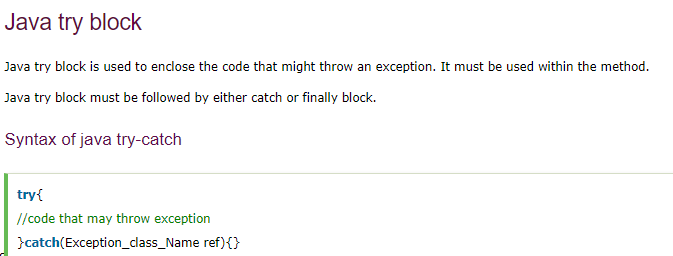 Java try block
Java try block is used to enclose the code that might throw an exception. It must be used within the method.
Java try block must be followed by either catch or finally block.
Syntax of java try-catch
try{
//code that may throw exception
}catch(Exception_class_Name ref){}